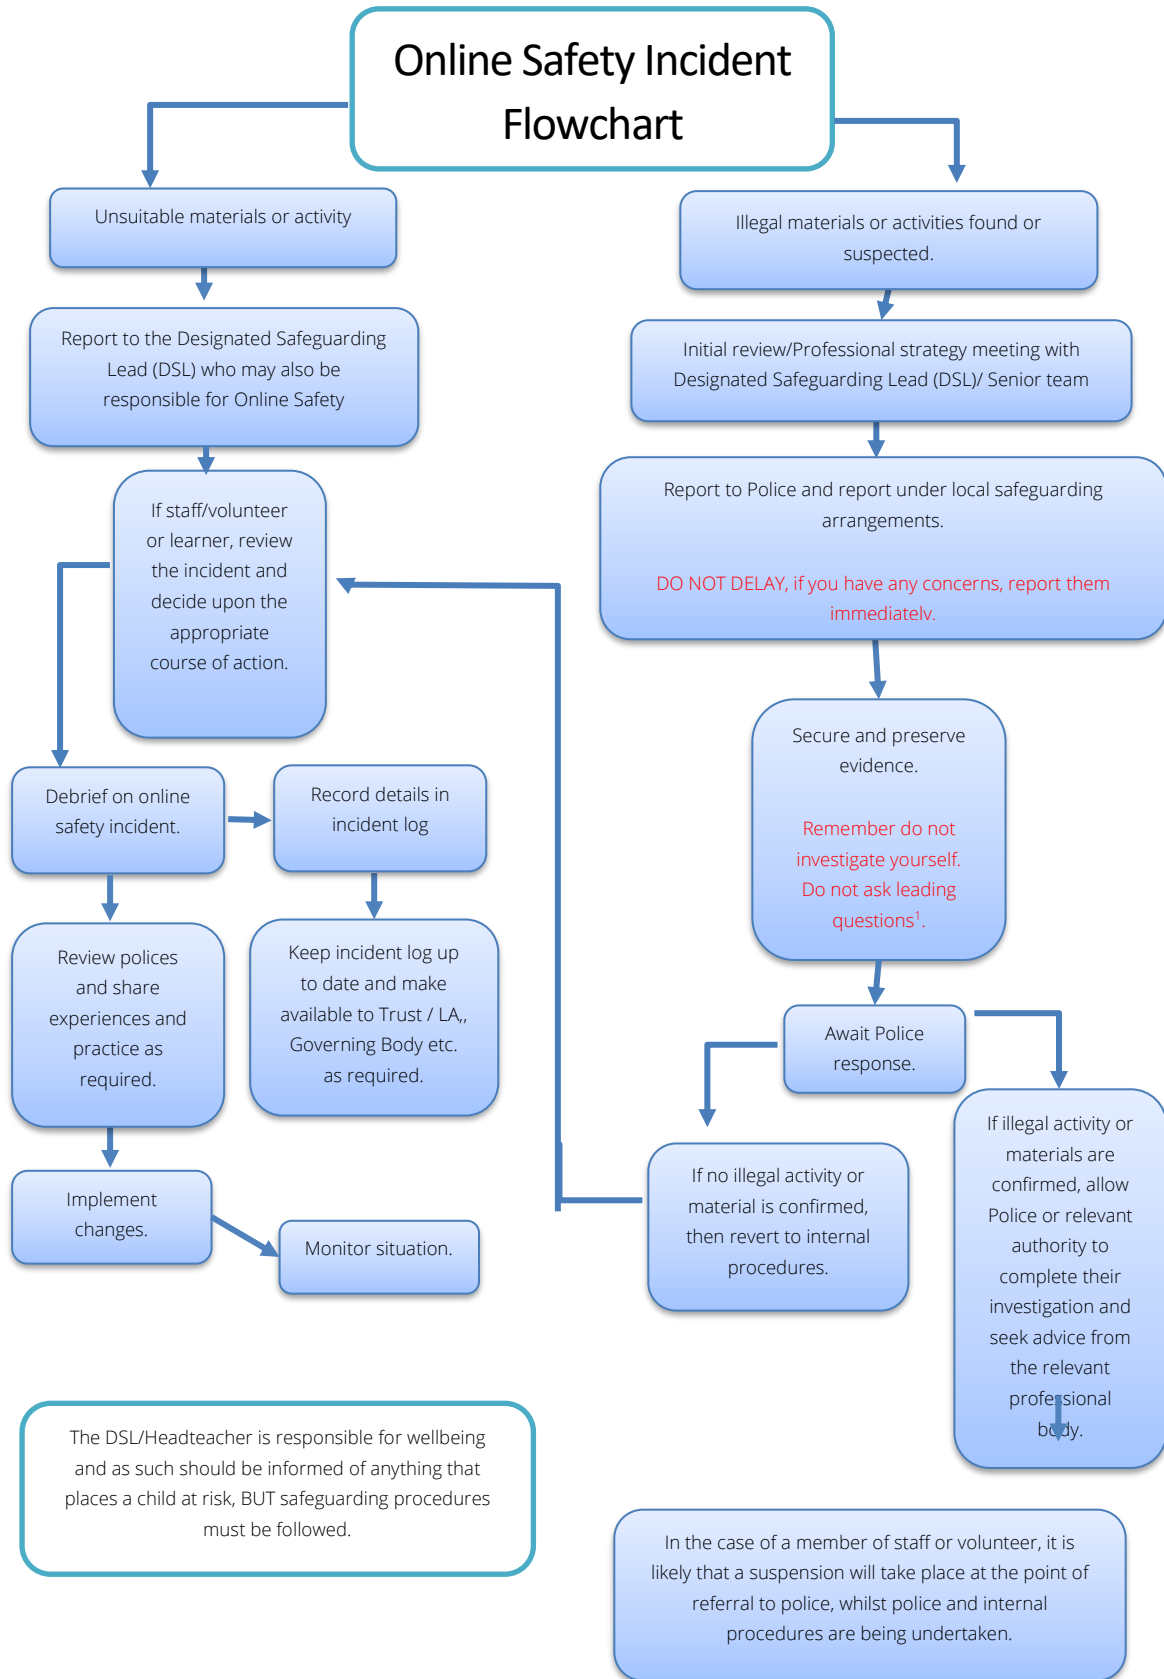 Online Safety Incident
Flowchart
Unsuitable materials or activity
Report to the Designated Safeguarding
Lead (DSL) who may also be
responsible for Online Safety
If staff/volunteer
or learner, review
the incident and
decide upon the
appropriate
course of action.
Debrief on online
safety incident.
Record details in
incident log
Review polices
and share
experiences and
practice as
required.
Keep incident log up
to date and make
available to Trust / LA,,
Governing Body etc.
as required.
Implement
changes.
Monitor situation.
Illegal materials or activities found or
suspected.
Initial review/Professional strategy meeting with
Designated Safeguarding Lead (DSL)/ Senior team
Report to Police and report under local safeguarding
arrangements.
DO NOT DELAY, if you have any concerns, report them
immediately.
Secure and preserve
evidence.
Remember do not
investigate yourself.
Do not ask leading
questions¹.
Await Police
response.
If no illegal activity or
material is confirmed,
then revert to internal
procedures.
If illegal activity or
materials are
confirmed, allow
Police or relevant
authority to
complete their
investigation and
seek advice from
the relevant
professional
body.
The DSL/Headteacher is responsible for wellbeing
and as such should be informed of anything that
places a child at risk, BUT safeguarding procedures
must be followed.
In the case of a member of staff or volunteer, it is
likely that a suspension will take place at the point of
referral to police, whilst police and internal
procedures are being undertaken.